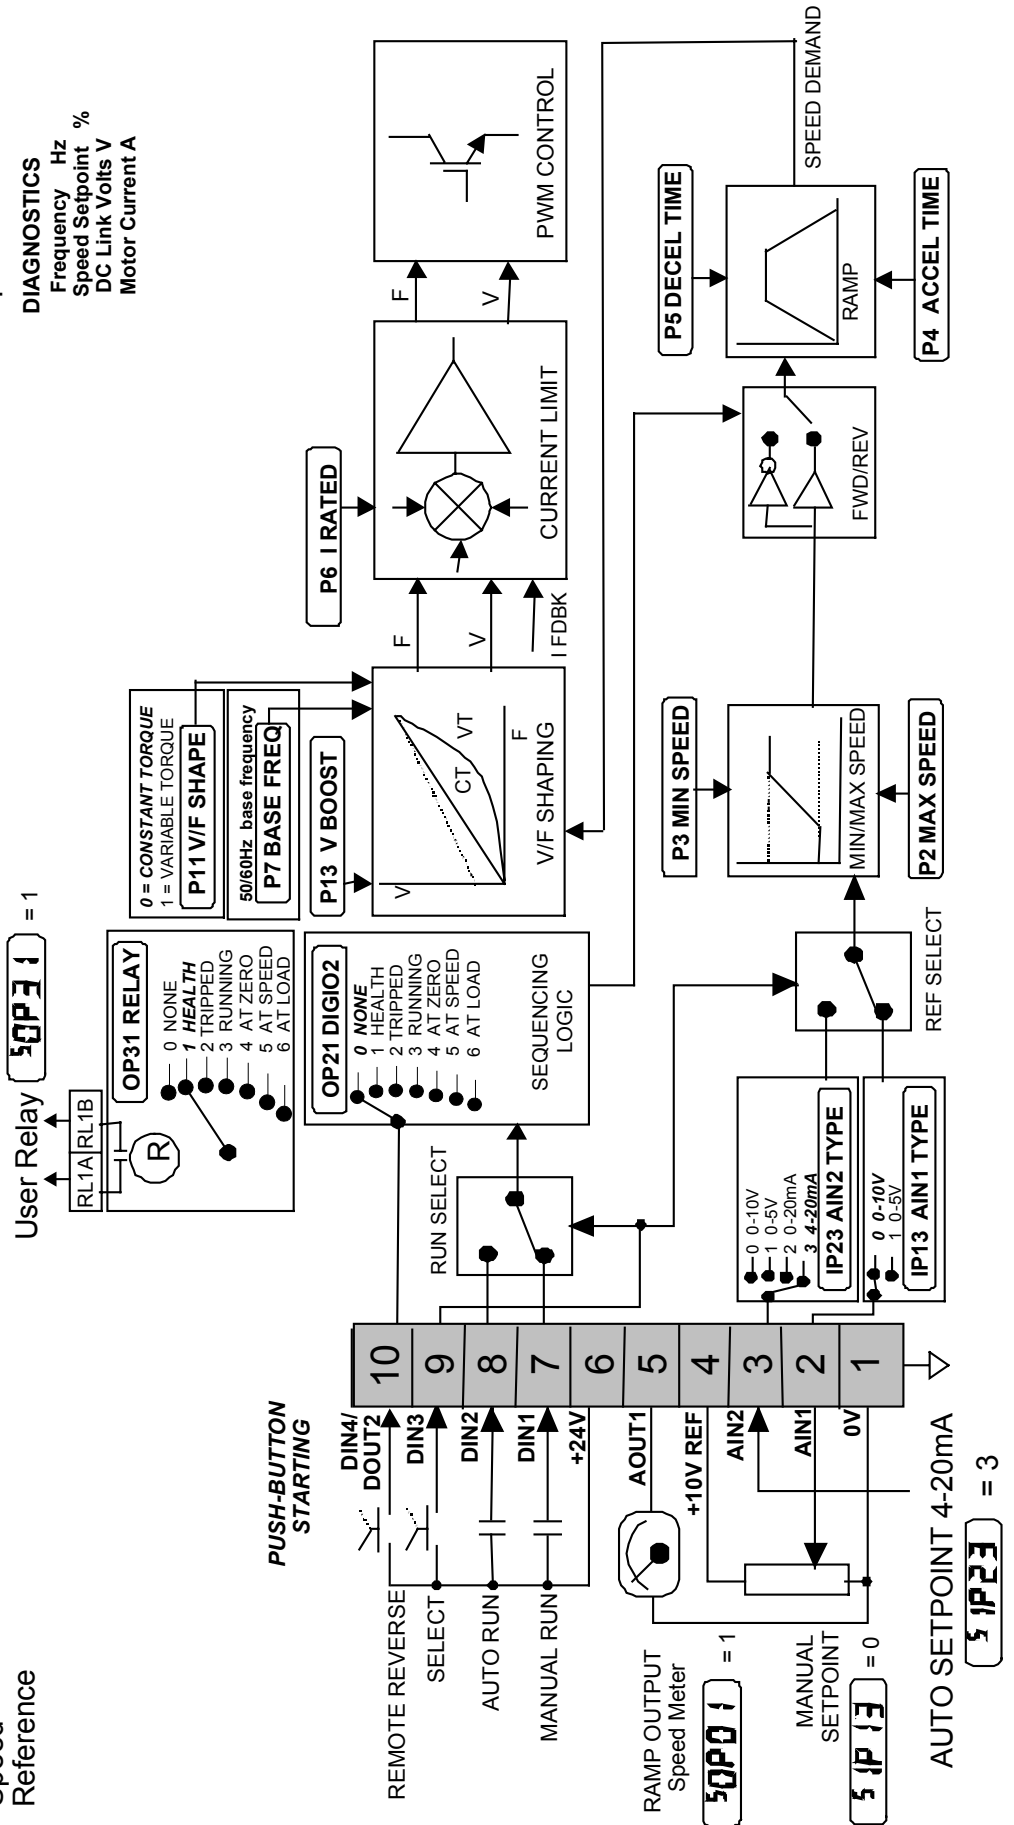 Reference
User Relay
5OP31 = 1
DIAGNOSTICS
Frequency Hz
Speed Setpoint %
DC Link Volts V
Motor Current A
RL1A RL1B
R
OP31 RELAY
0 NONE
1 HEALTH
2 TRIPPED
3 RUNNING
4 AT ZERO
5 AT SPEED
6 AT LOAD
0 = CONSTANT TORQUE
1 = VARIABLE TORQUE
P11 V/F SHAPE
50/60Hz base frequency
P7 BASE FREQ
P13 V BOOST
P6 I RATED
PUSH-BUTTON
STARTING
OP21 DIGIO2
0 NONE
1 HEALTH
2 TRIPPED
3 RUNNING
4 AT ZERO
5 AT SPEED
6 AT LOAD
SEQUENCING
LOGIC
V
CT
VT
F
V/F SHAPING
F
V
I FDBK
CURRENT LIMIT
F
V
PWM CONTROL
REMOTE REVERSE
SELECT
AUTO RUN
MANUAL RUN
DIN4/
DOUT2
DIN3
DIN2
DIN1
+24V
AOUT1
+10V REF
AIN2
AIN1
0V
10
9
8
7
6
5
4
3
2
1
RUN SELECT
RAMP OUTPUT
Speed Meter
5OP01 = 1
MANUAL
SETPOINT
5IP13 = 0
AUTO SETPOINT 4-20mA
5IP23 = 3
0 0-10V
1 0-5V
2 0-20mA
3 4-20mA
IP23 AIN2 TYPE
0 0-10V
1 0-5V
IP13 AIN1 TYPE
REF SELECT
P3 MIN SPEED
MIN/MAX SPEED
P2 MAX SPEED
FWD/REV
P5 DECEL TIME
RAMP
P4 ACCEL TIME
SPEED DEMAND